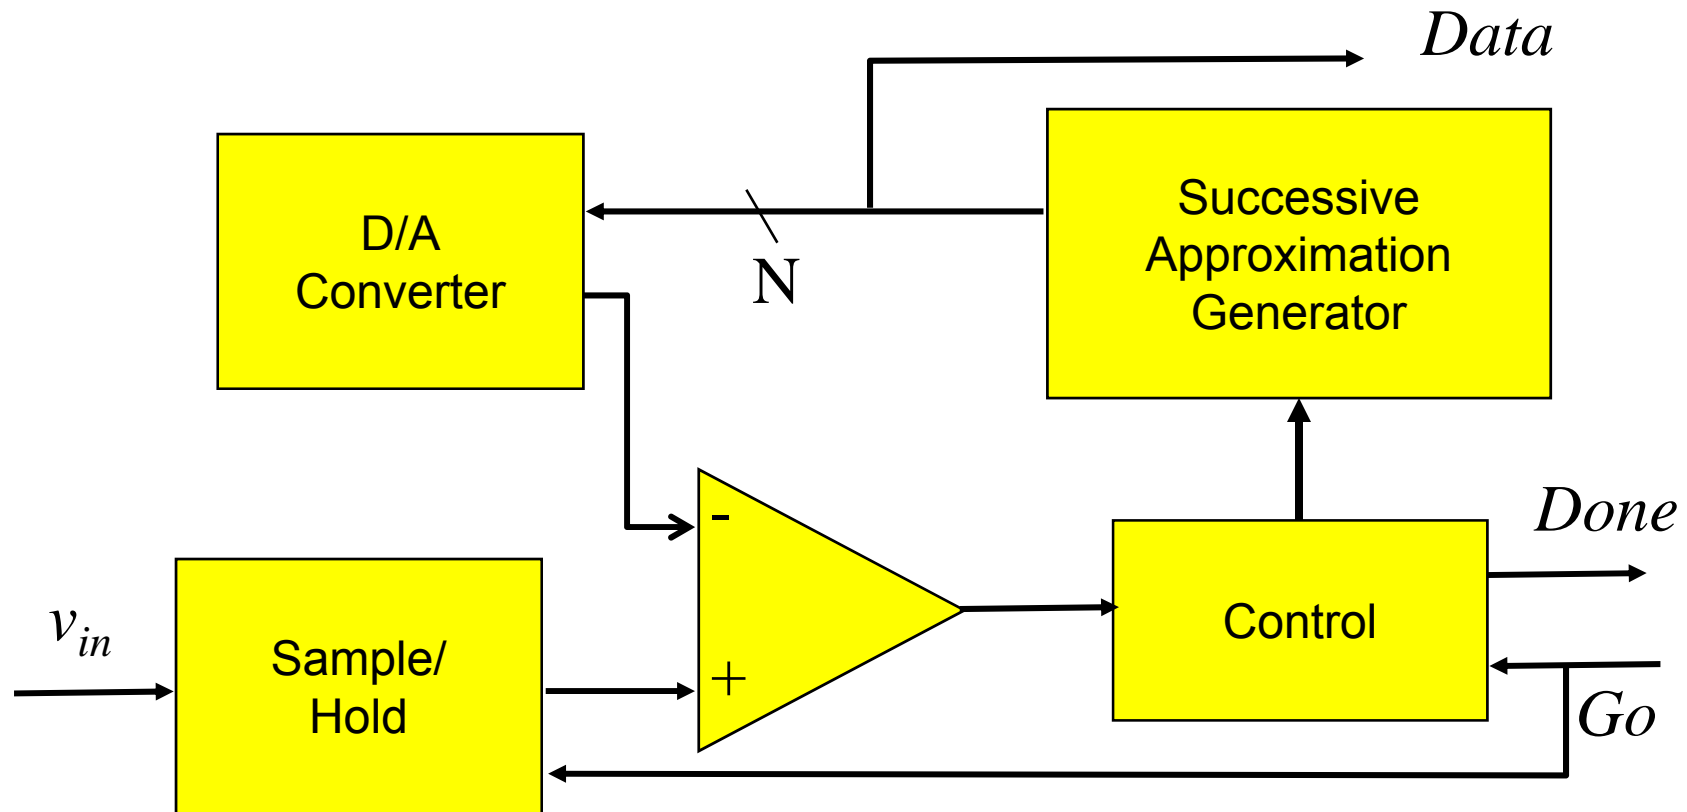 Data
D/A
Converter
N
Successive
Approximation
Generator
-
+
v_in
Sample/
Hold
Control
Done
Go